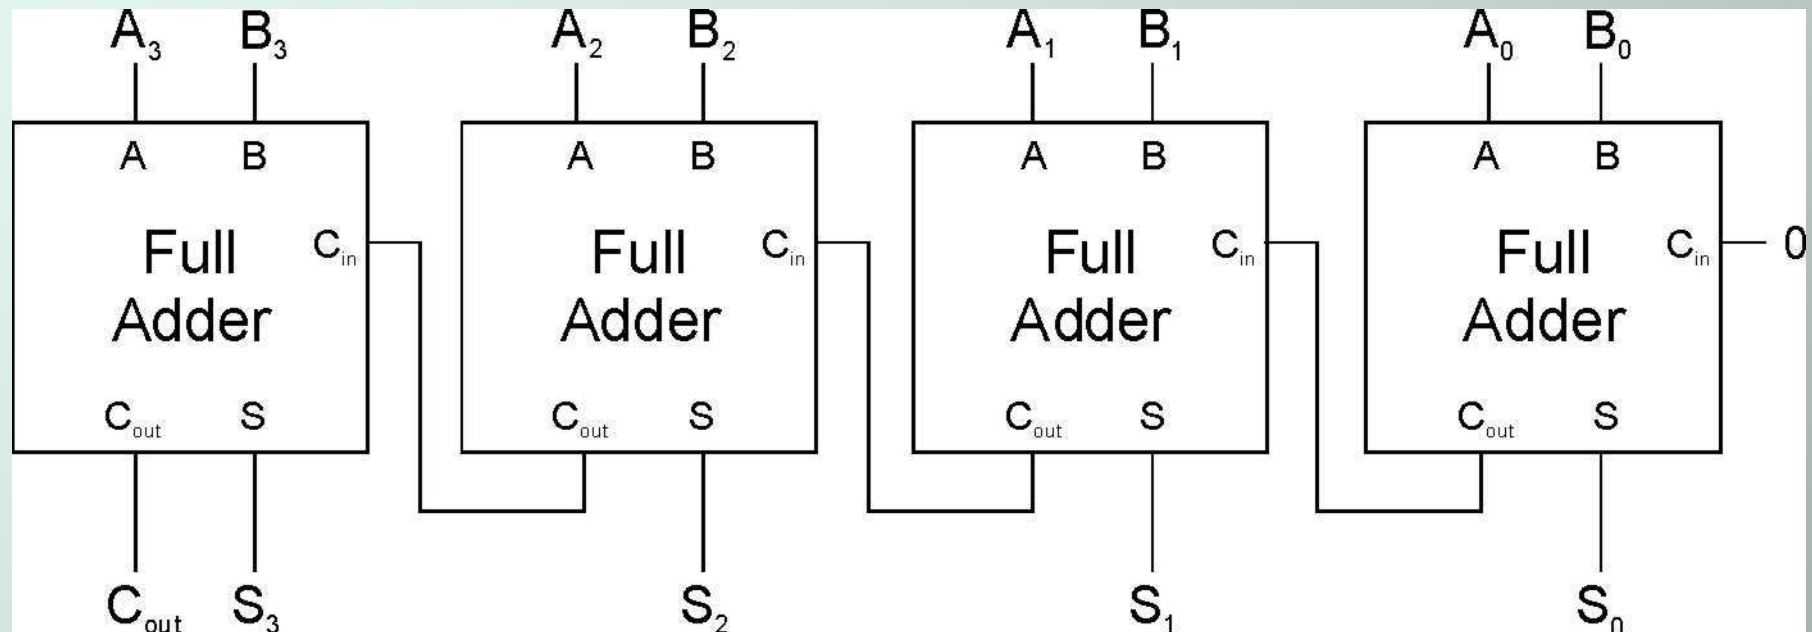 A3 B3 A2 B2 A1 B1 A0 B0
A B A B A B A B
Cin Cin Cin Cin 0
Full Adder Full Adder Full Adder Full Adder
Cout S Cout S Cout S Cout S
Cout S3 S2 S1 S0